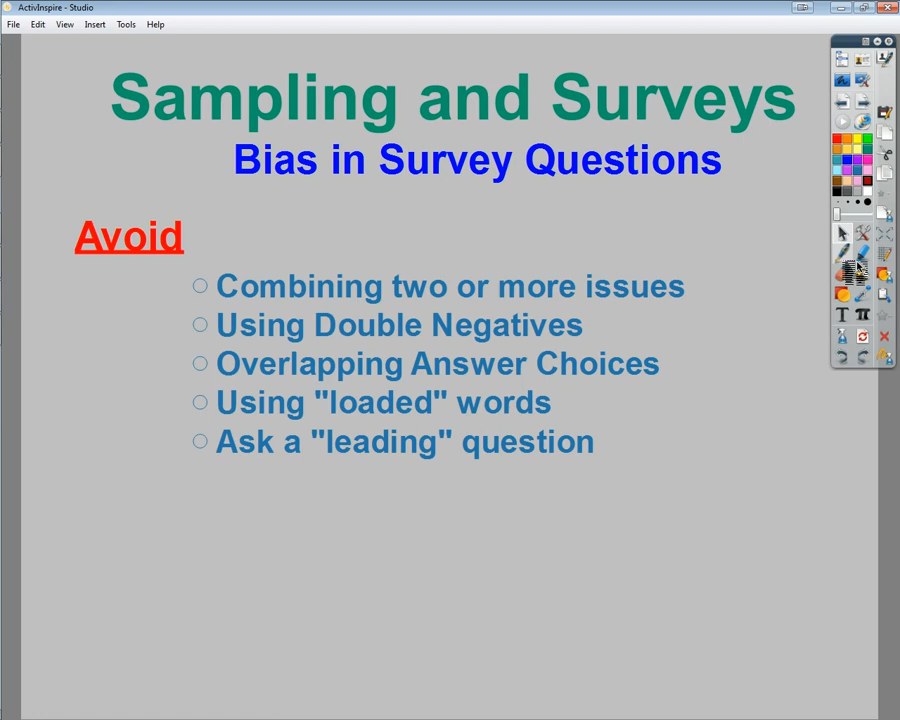 ActivInspire - Studio
File Edit View Insert Tools Help
Sampling and Surveys
Bias in Survey Questions
Avoid
Combining two or more issues
Using Double Negatives
Overlapping Answer Choices
Using "loaded" words
Ask a "leading" question